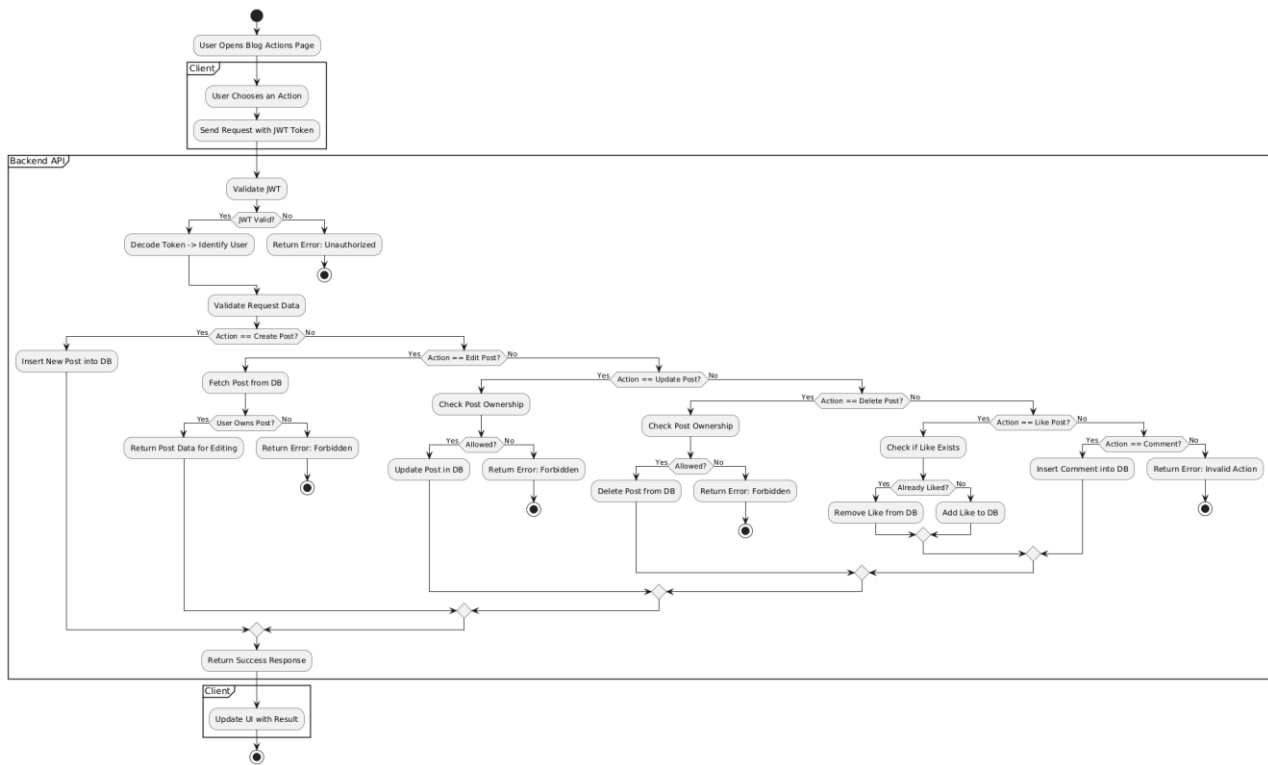 User Opens Blog Actions Page
Client
User Chooses an Action
Send Request with JWT Token
Backend API
Validate JWT
Yes JWT Valid? No
Decode Token -> Identify User
Return Error: Unauthorized
Validate Request Data
Yes Action == Create Post? No
Insert New Post into DB
Yes Action == Edit Post? No
Fetch Post from DB
Yes User Owns Post? No
Return Post Data for Editing
Return Error: Forbidden
Yes Action == Update Post? No
Check Post Ownership
Yes Allowed? No
Update Post in DB
Return Error: Forbidden
Yes Action == Delete Post? No
Check Post Ownership
Yes Allowed? No
Delete Post from DB
Return Error: Forbidden
Yes Action == Like Post? No
Check if Like Exists
Yes Already Liked? No
Remove Like from DB
Add Like to DB
Yes Action == Comment? No
Insert Comment into DB
Return Error: Invalid Action
Return Success Response
Client
Update UI with Result